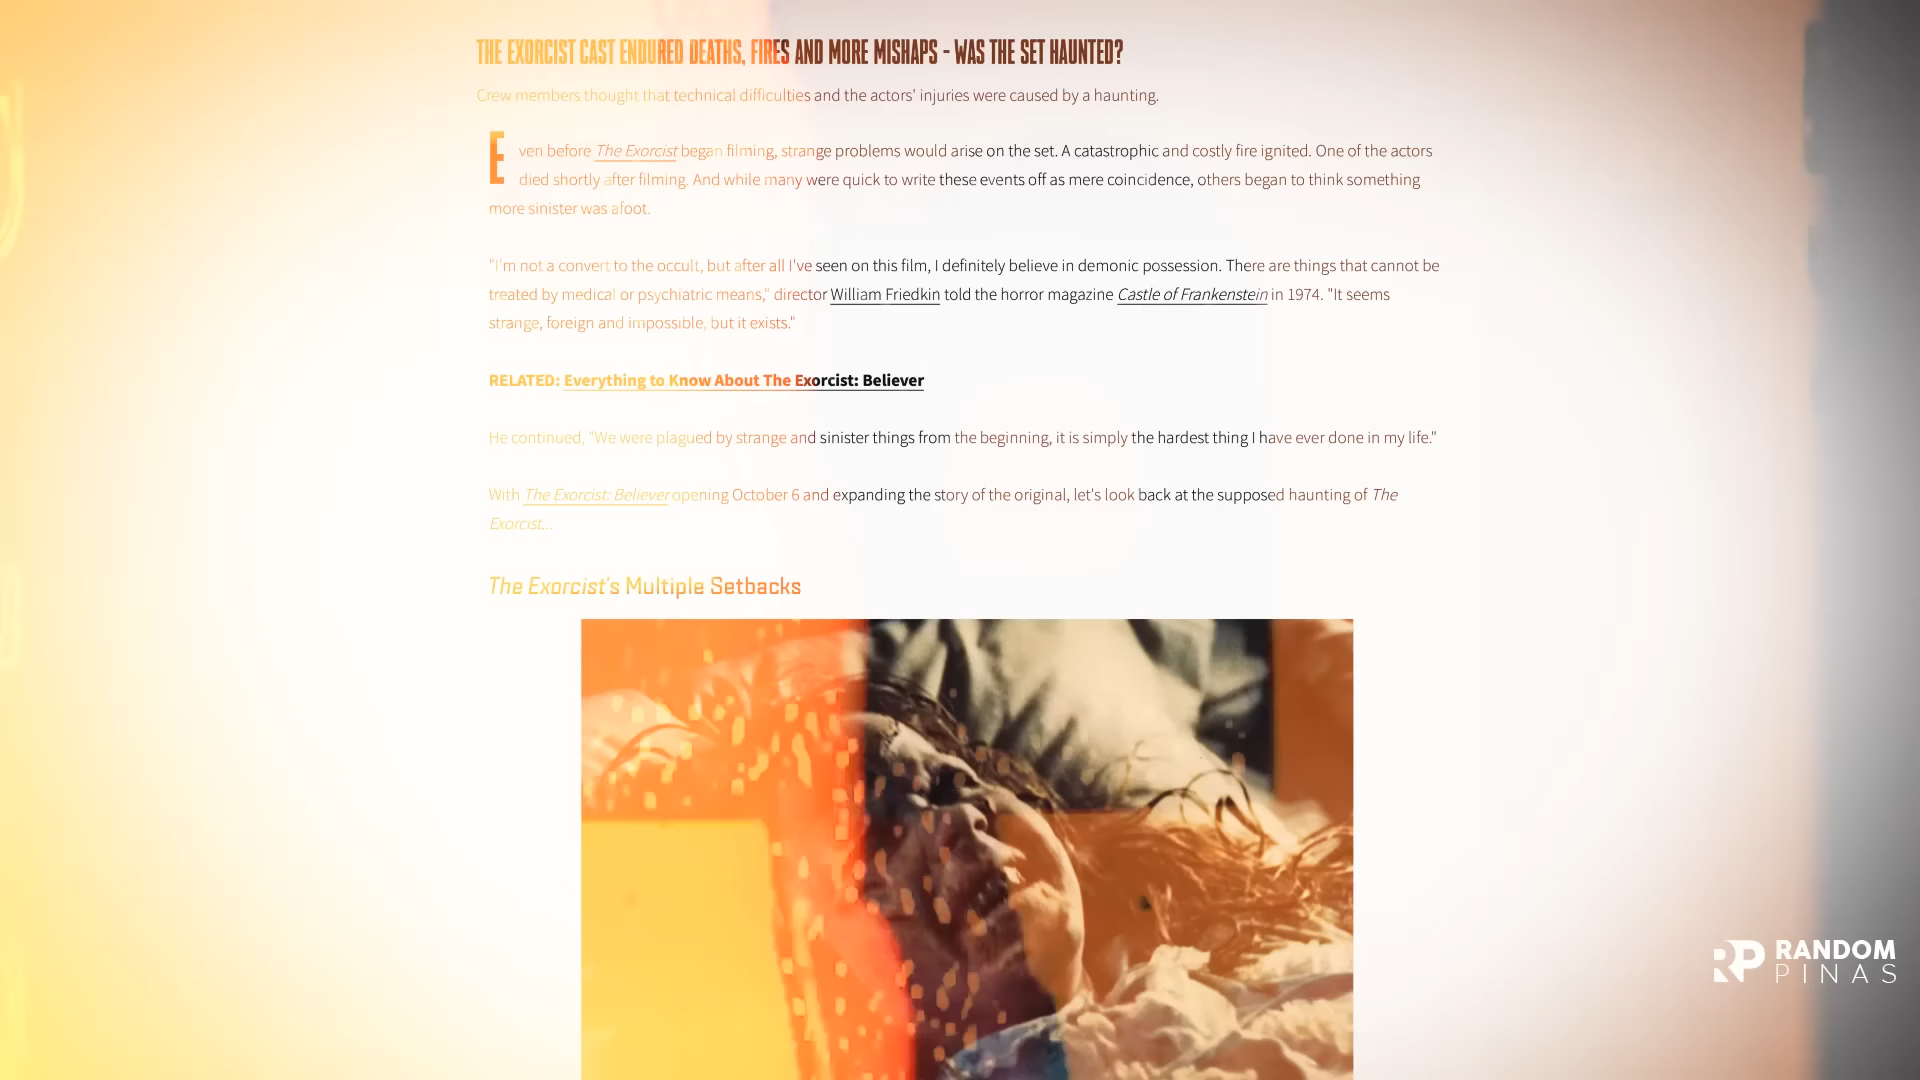 THE EXORCIST CAST ENDURED DEATHS, FIRES AND MORE MISHAPS - WAS THE SET HAUNTED?
Crew members thought that technical difficulties and the actors' injuries were caused by a haunting.
Even before The Exorcist began filming, strange problems would arise on the set. A catastrophic and costly fire ignited. One of the actors
died shortly after filming. And while many were quick to write these events off as mere coincidence, others began to think something
more sinister was afoot.
"I'm not a convert to the occult, but after all I've seen on this film, I definitely believe in demonic possession. There are things that cannot be
treated by medical or psychiatric means," director William Friedkin told the horror magazine Castle of Frankenstein in 1974. "It seems
strange, foreign and impossible, but it exists."
RELATED: Everything to Know About The Exorcist: Believer
He continued, "We were plagued by strange and sinister things from the beginning, it is simply the hardest thing I have ever done in my life."
With The Exorcist: Believer opening October 6 and expanding the story of the original, let's look back at the supposed haunting of The
Exorcist...
The Exorcist's Multiple Setbacks
RP RANDOM
PINAS